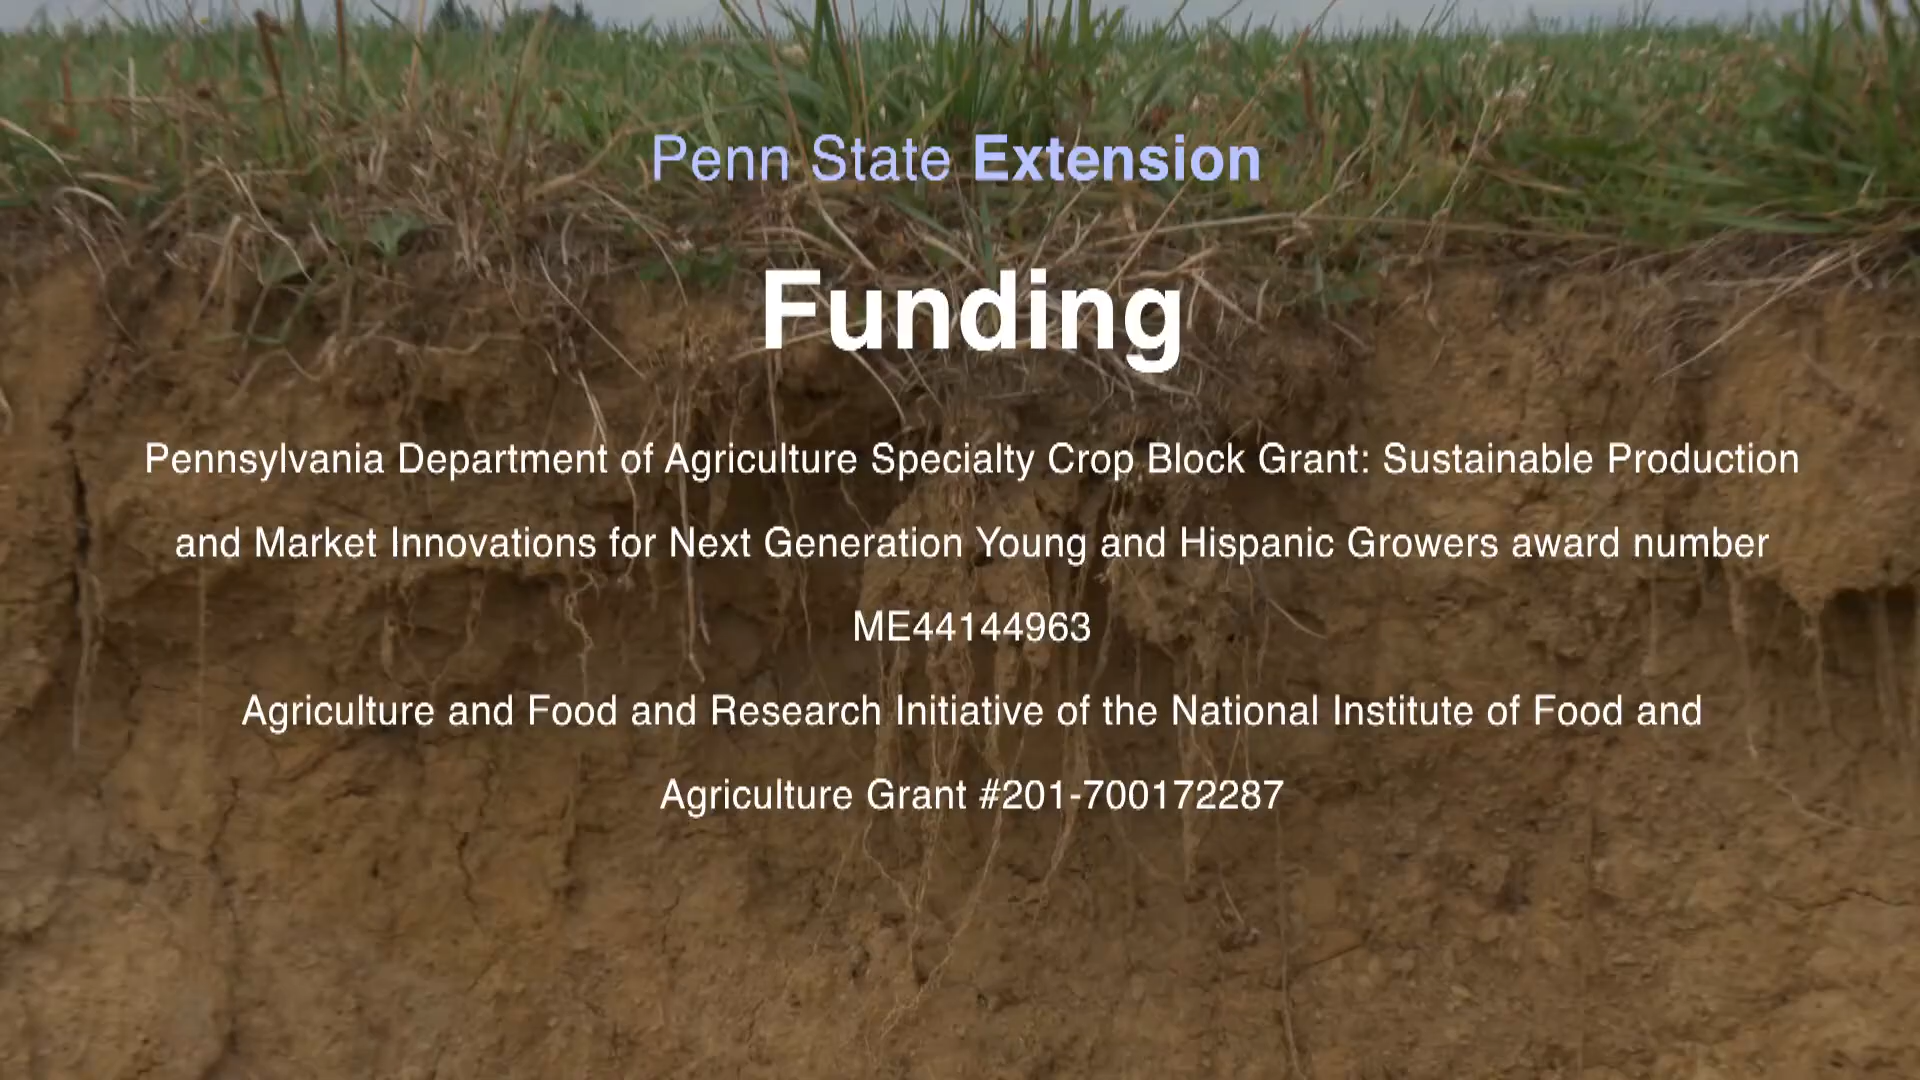 Penn State Extension
Funding
Pennsylvania Department of Agriculture Specialty Crop Block Grant: Sustainable Production
and Market Innovations for Next Generation Young and Hispanic Growers award number
ME44144963
Agriculture and Food and Research Initiative of the National Institute of Food and
Agriculture Grant #201-700172287